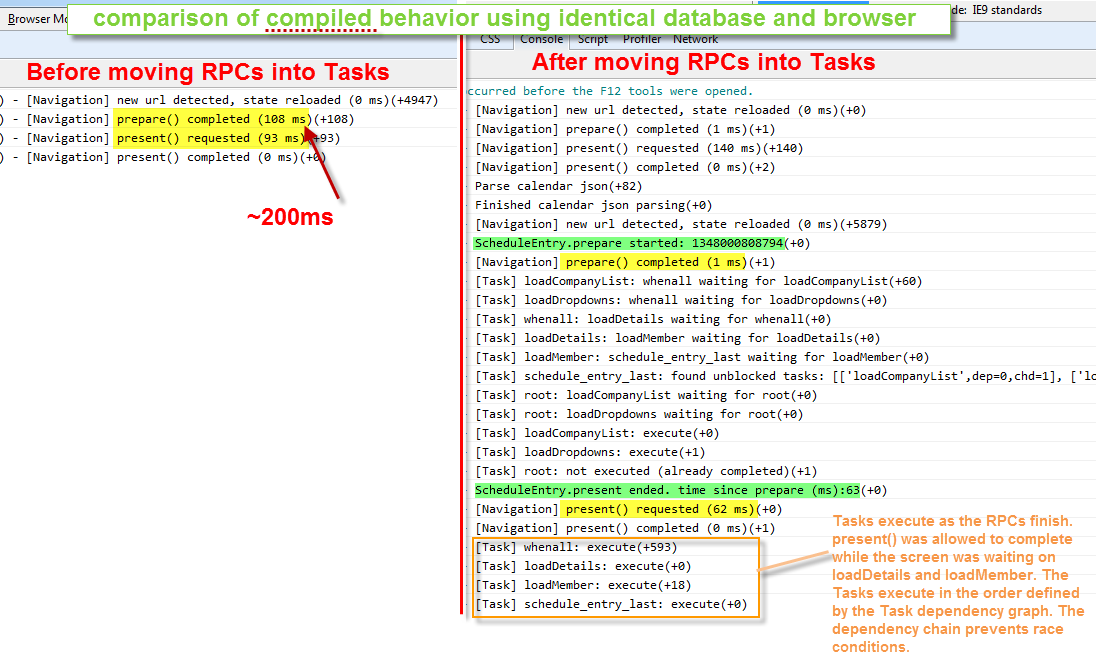 Browser Mo
comparison of compiled behavior using identical database and browser
de: IE9 standards
CSS Console Script Profiler Network
Before moving RPCs into Tasks
) - [Navigation] new url detected, state reloaded (0 ms)(+4947)
) - [Navigation] prepare() completed (108 ms)(+108)
) - [Navigation] present() requested (93 ms)(+93)
) - [Navigation] present() completed (0 ms)(+0)
~200ms
After moving RPCs into Tasks
occurred before the F12 tools were opened.
[Navigation] new url detected, state reloaded (0 ms)(+0)
[Navigation] prepare() completed (1 ms)(+1)
[Navigation] present() requested (140 ms)(+140)
[Navigation] present() completed (0 ms)(+2)
Parse calendar json(+82)
Finished calendar json parsing(+0)
[Navigation] new url detected, state reloaded (0 ms)(+5879)
ScheduleEntry.prepare started: 1348000808794(+0)
[Navigation] prepare() completed (1 ms)(+1)
[Task] loadCompanyList: whenall waiting for loadCompanyList(+60)
[Task] loadDropdowns: whenall waiting for loadDropdowns(+0)
[Task] whenall: loadDetails waiting for whenall(+0)
[Task] loadDetails: loadMember waiting for loadDetails(+0)
[Task] loadMember: schedule_entry_last waiting for loadMember(+0)
[Task] schedule_entry_last: found unblocked tasks: [['loadCompanyList',dep=0,chd=1], ['lo
[Task] root: loadCompanyList waiting for root(+0)
[Task] root: loadDropdowns waiting for root(+0)
[Task] loadCompanyList: execute(+0)
[Task] loadDropdowns: execute(+1)
[Task] root: not executed (already completed)(+1)
ScheduleEntry.present ended. time since prepare (ms):63(+0)
[Navigation] present() requested (62 ms)(+0)
[Navigation] present() completed (0 ms)(+1)
[Task] whenall: execute(+593)
[Task] loadDetails: execute(+0)
[Task] loadMember: execute(+18)
[Task] schedule_entry_last: execute(+0)
Tasks execute as the RPCs finish.
present() was allowed to complete
while the screen was waiting on
loadDetails and loadMember. The
Tasks execute in the order defined
by the Task dependency graph. The
dependency chain prevents race
conditions.